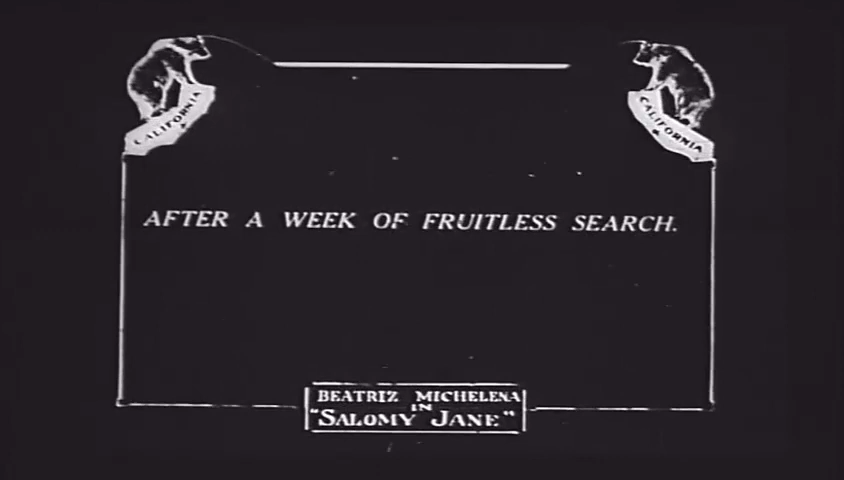 CALIFORNIA
CALIFORNIA
AFTER A WEEK OF FRUITLESS SEARCH.
BEATRIZ MICHELENA
IN
"SALOMY JANE"